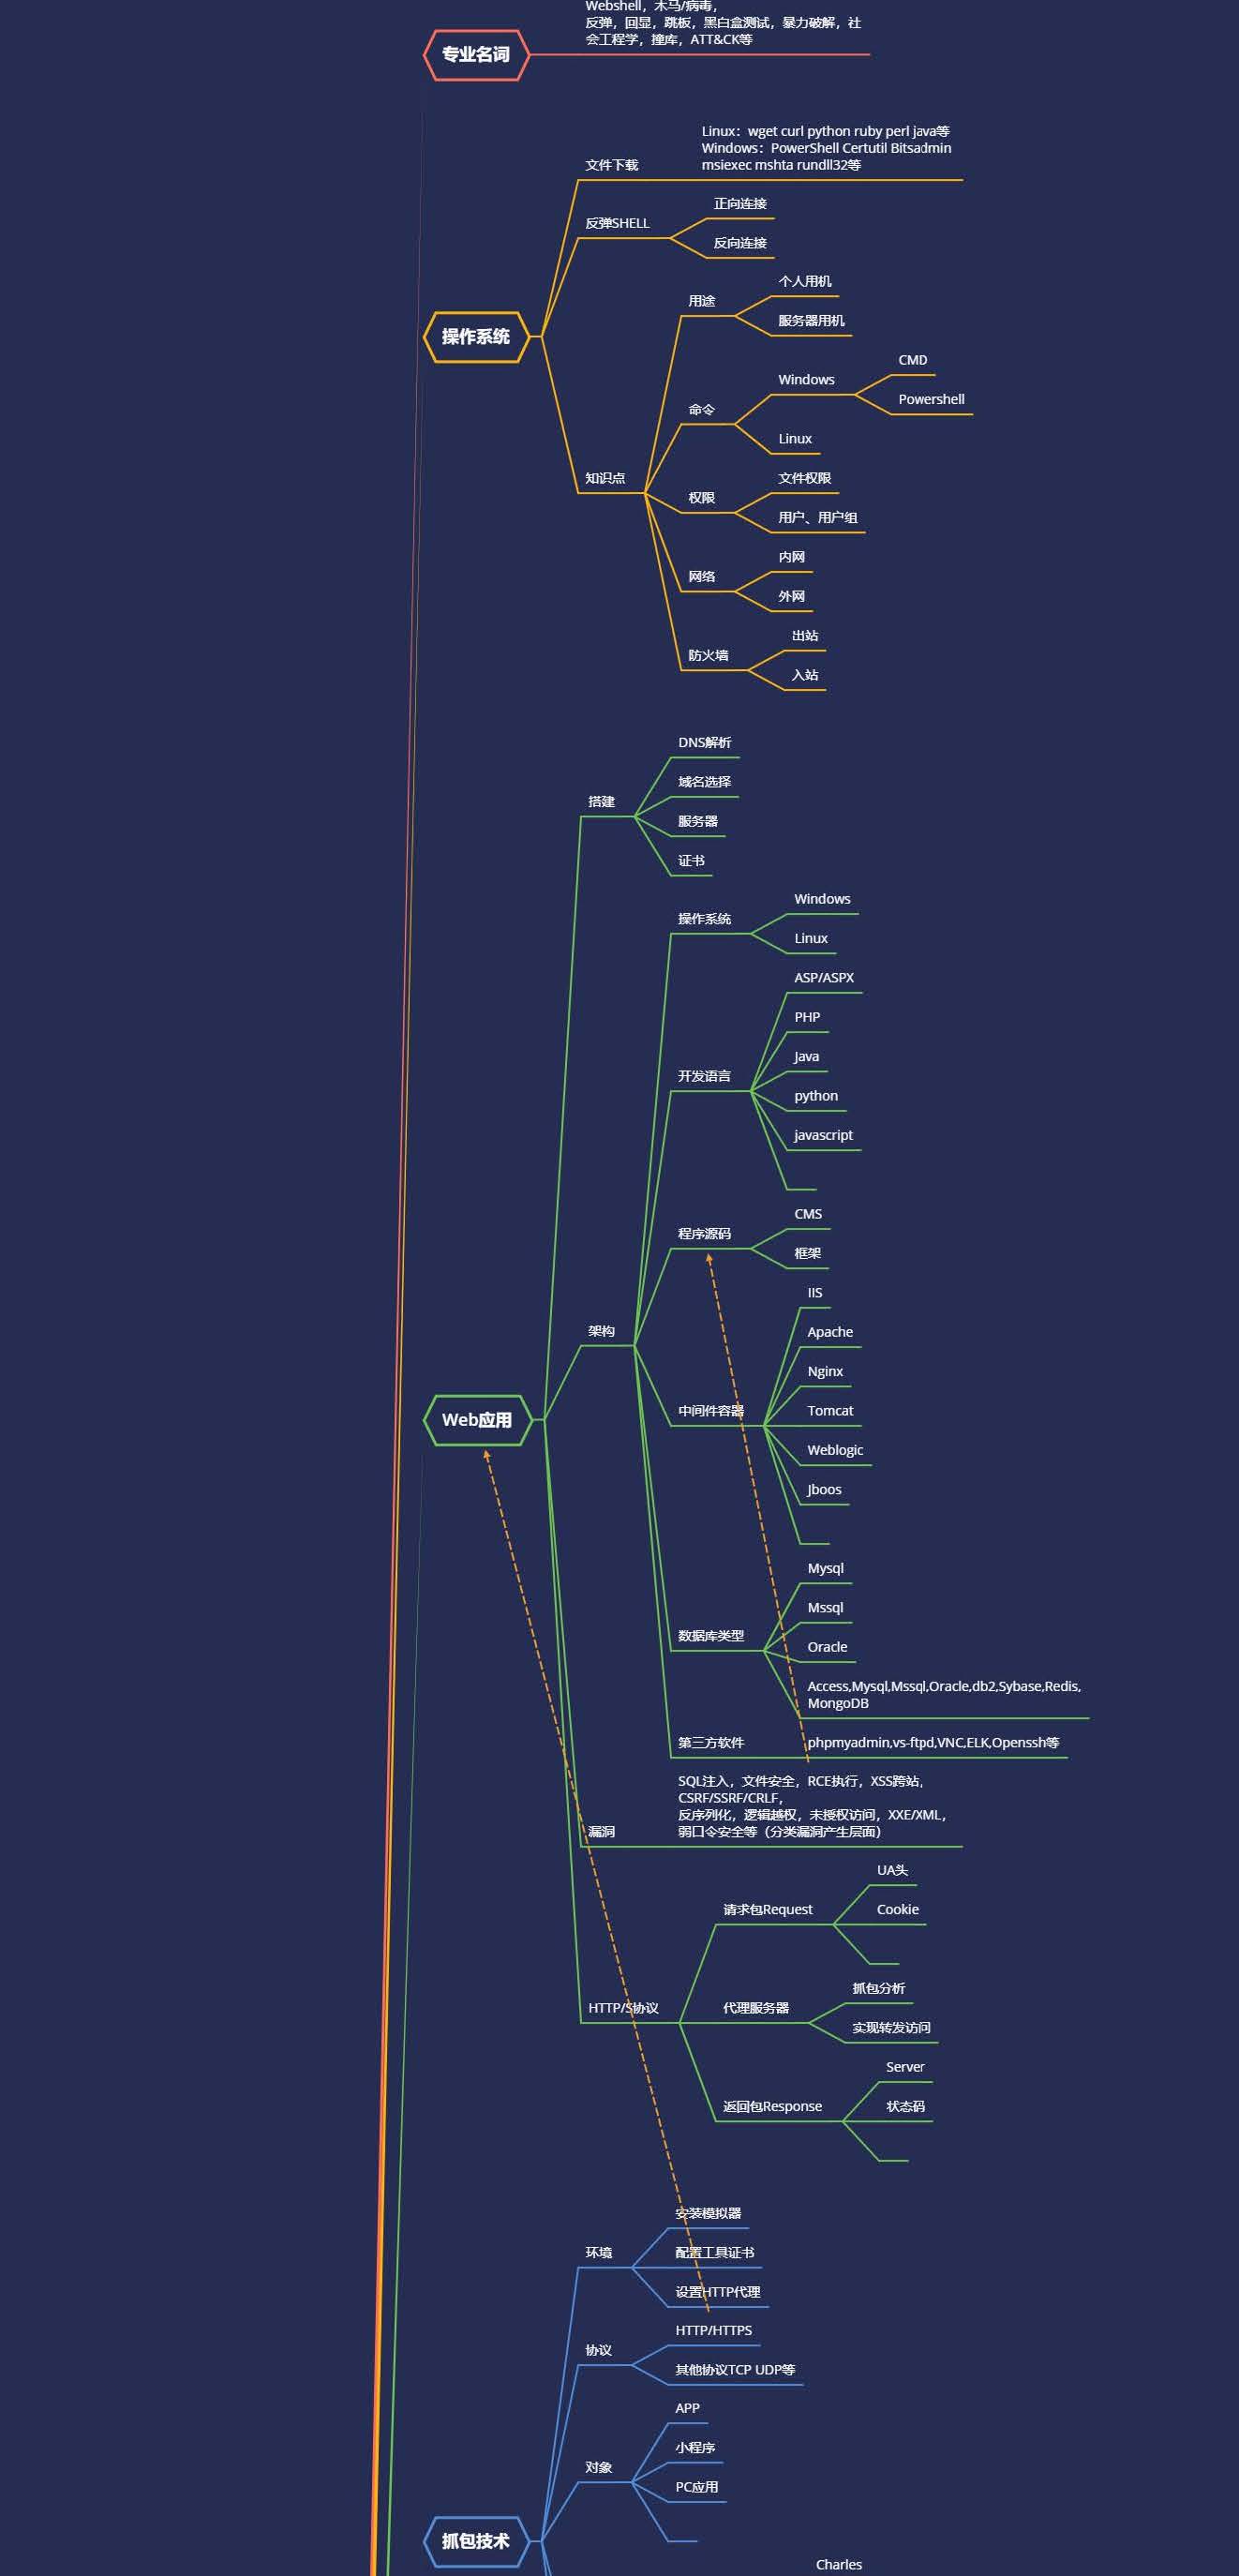 Webshell，木马/病毒，
反弹，回显，跳板，黑白盒测试，暴力破解，社
会工程学，撞库，ATT&CK等
专业名词
操作系统
文件下载
Linux：wget curl python ruby perl java等
Windows：PowerShell Certutil Bitsadmin
msiexec mshta rundll32等
反弹SHELL
正向连接
反向连接
知识点
用途
个人用机
服务器用机
命令
Windows
CMD
Powershell
Linux
权限
文件权限
用户、用户组
网络
内网
外网
防火墙
出站
入站
Web应用
搭建
DNS解析
域名选择
服务器
证书
架构
操作系统
Windows
Linux
开发语言
ASP/ASPX
PHP
Java
python
javascript
程序源码
CMS
框架
中间件容器
IIS
Apache
Nginx
Tomcat
Weblogic
Jboos
数据库类型
Mysql
Mssql
Oracle
Access,Mysql,Mssql,Oracle,db2,Sybase,Redis,
MongoDB
第三方软件
phpmyadmin,vs-ftpd,VNC,ELK,Openssh等
漏洞
SQL注入，文件安全，RCE执行，XSS跨站，
CSRF/SSRF/CRLF，
反序列化，逻辑越权，未授权访问，XXE/XML，
弱口令安全等（分类漏洞产生层面）
HTTP/S协议
请求包Request
UA头
Cookie
代理服务器
抓包分析
实现转发访问
返回包Response
Server
状态码
抓包技术
环境
安装模拟器
配置工具证书
设置HTTP代理
协议
HTTP/HTTPS
其他协议TCP UDP等
对象
APP
小程序
PC应用
Charles